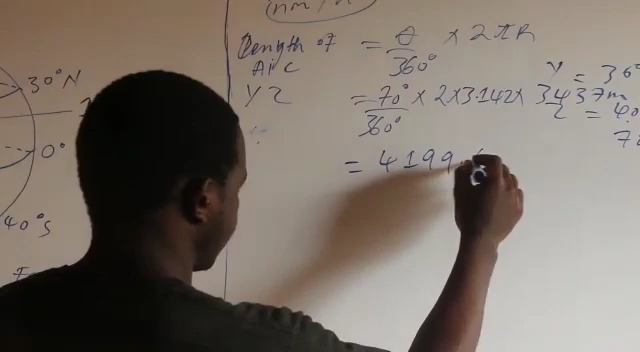 (nm/
Length of = θ/360° × 2πR
Arc
YZ = 70°/360° × 2×3.142× 3437nm
= 4199.
Y = 30°
Z = 40
70
30°N
0°
40°S